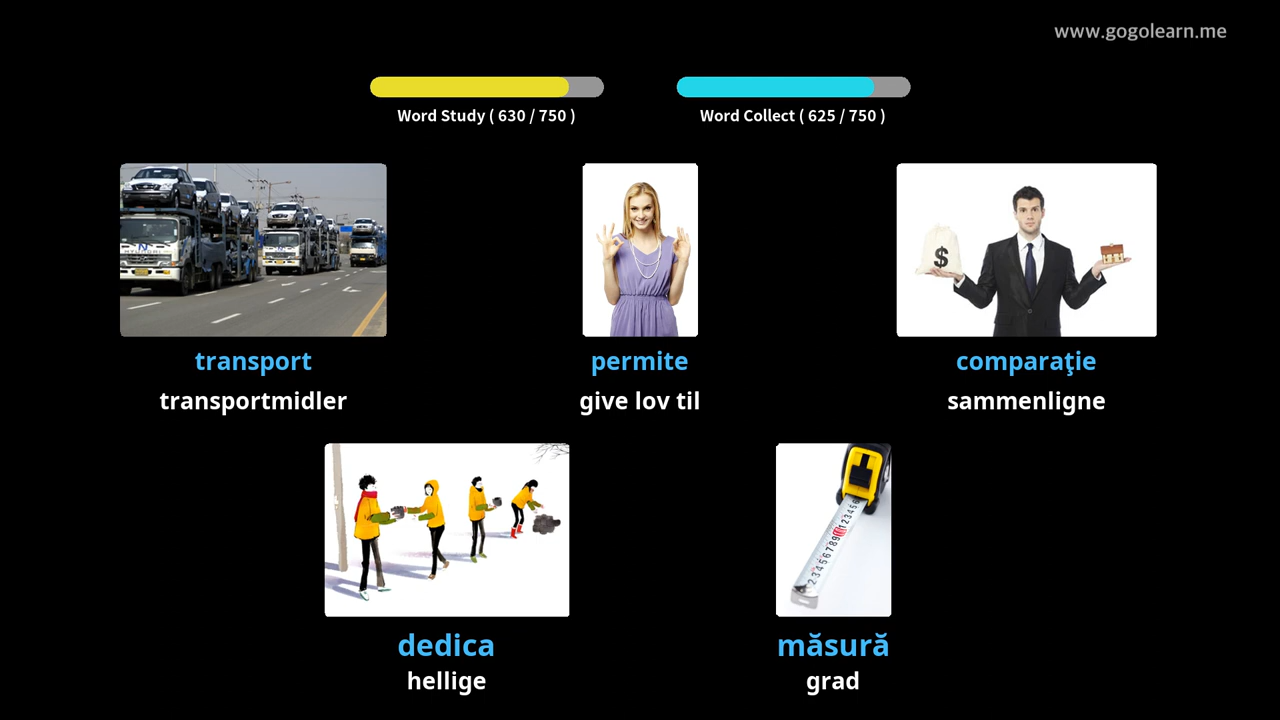 www.gogolearn.me
Word Study ( 630 / 750 )
Word Collect ( 625 / 750 )
$
transport
permite
comparaţie
transportmidler
give lov til
sammenligne
dedica
măsură
hellige
grad